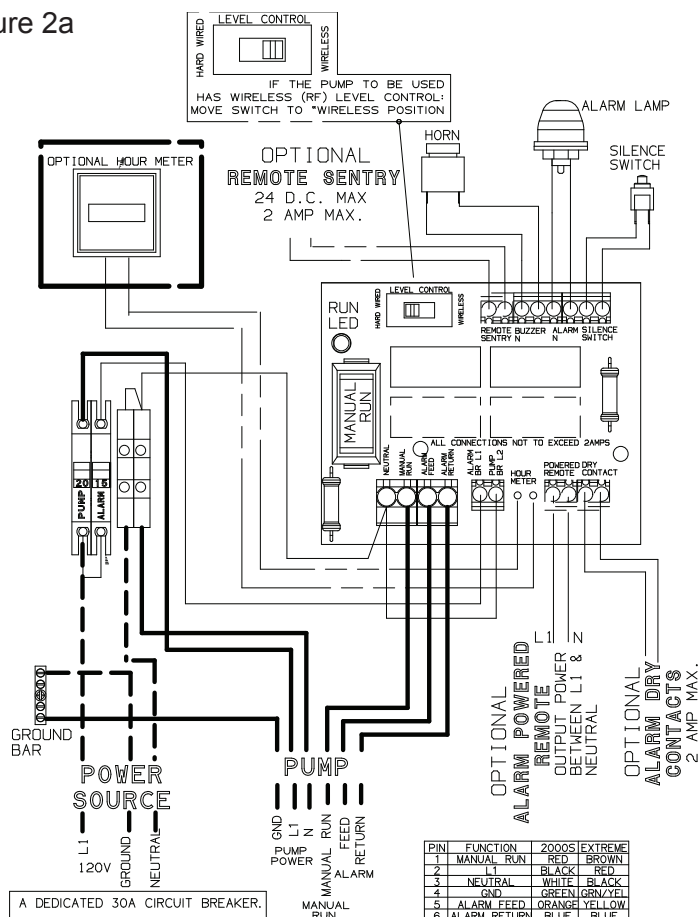 ure 2a
LEVEL CONTROL
HARD WIRED
WIRELESS
IF THE PUMP TO BE USED
HAS WIRELESS (RF) LEVEL CONTROL:
MOVE SWITCH TO "WIRELESS POSITION
ALARM LAMP
HORN
SILENCE
SWITCH
OPTIONAL HOUR METER
OPTIONAL
REMOTE SENTRY
24 D.C. MAX
2 AMP MAX.
LEVEL CONTROL
HARD WIRED
WIRELESS
RUN
LED
REMOTE SENTRY
BUZZER N
ALARM N
SILENCE SWITCH
MANUAL
RUN
ALL CONNECTIONS NOT TO EXCEED 2AMPS
NEUTRAL
MANUAL RUN
ALARM FEED
ALARM RETURN
ALARM BR L1
PUMP BR L2
HOUR METER
POWERED REMOTE
DRY CONTACT
20 15
PUMP
ALARM
L1 N
OPTIONAL
ALARM POWERED
REMOTE
OUTPUT POWER
BETWEEN L1 &
NEUTRAL
OPTIONAL
ALARM DRY
CONTACTS
2 AMP MAX.
GROUND
BAR
POWER
SOURCE
PUMP
L1
120V
GROUND
NEUTRAL
GND
L1
N
PUMP
POWER
MANUAL RUN
FEED
RETURN
ALARM
MANUAL
RUN
A DEDICATED 30A CIRCUIT BREAKER.
PIN FUNCTION 2000S EXTREME
1 MANUAL RUN RED BROWN
2 L1 BLACK RED
3 NEUTRAL WHITE BLACK
4 GND GREEN GRN/YEL
5 ALARM FEED ORANGE YELLOW
6 ALARM RETURN BLUE BLUE